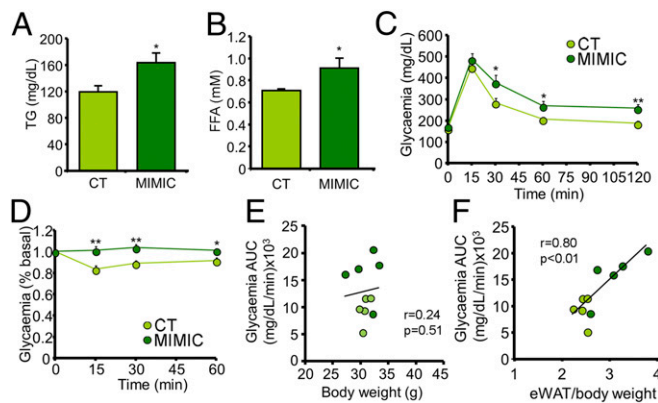 A
TG (mg/dL)
200
160
120
80
40
0
*
CT
MIMIC
B
FFA (mM)
1.2
1
0.8
0.6
0.4
0.2
0
*
CT
MIMIC
C
Glycaemia (mg/dL)
600
500
400
300
200
100
0
CT
MIMIC
*
*
**
0 15 30 45 60 75 90 105 120
Time (min)
D
Glycaemia (% basal)
1.2
1.0
0.8
0.6
0.4
0.2
0
**
**
*
CT
MIMIC
0 15 30 45 60
Time (min)
E
Glycaemia AUC
(mg/dL/min)x10³
25
20
15
10
5
0
r=0.24
p=0.51
20 25 30 35 40 45
Body weight (g)
F
Glycaemia AUC
(mg/dL/min)x10³
25
20
15
10
5
0
r=0.80
p<0.01
1 2 3 4
eWAT/body weight